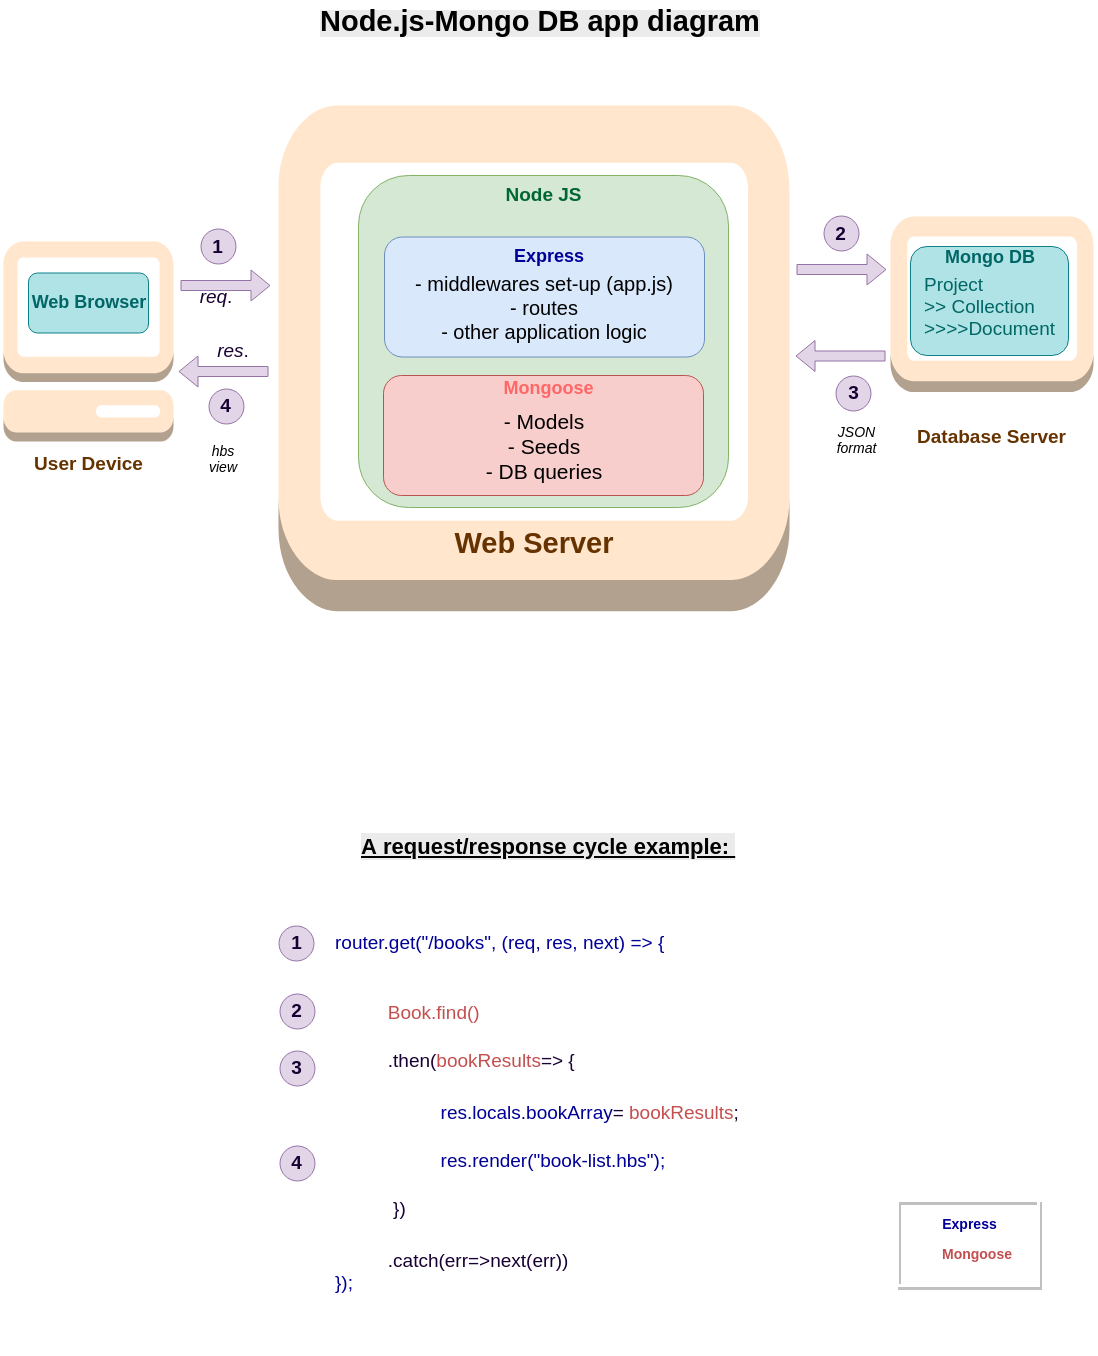 Node.js-Mongo DB app diagram
Node JS
1
2
Express
Mongo DB
- middlewares set-up (app.js)
Project
Web Browser
req.
- routes
>> Collection
- other application logic
>>>>Document
res.
Mongoose
4
3
- Models
JSON
format
Database Server
hbs
view
- Seeds
User Device
- DB queries
Web Server
A request/response cycle example:
1
router.get("/books", (req, res, next) => {
2
Book.find()
3
.then(bookResults=> {
res.locals.bookArray= bookResults;
4
res.render("book-list.hbs");
})
Express
Mongoose
.catch(err=>next(err))
});